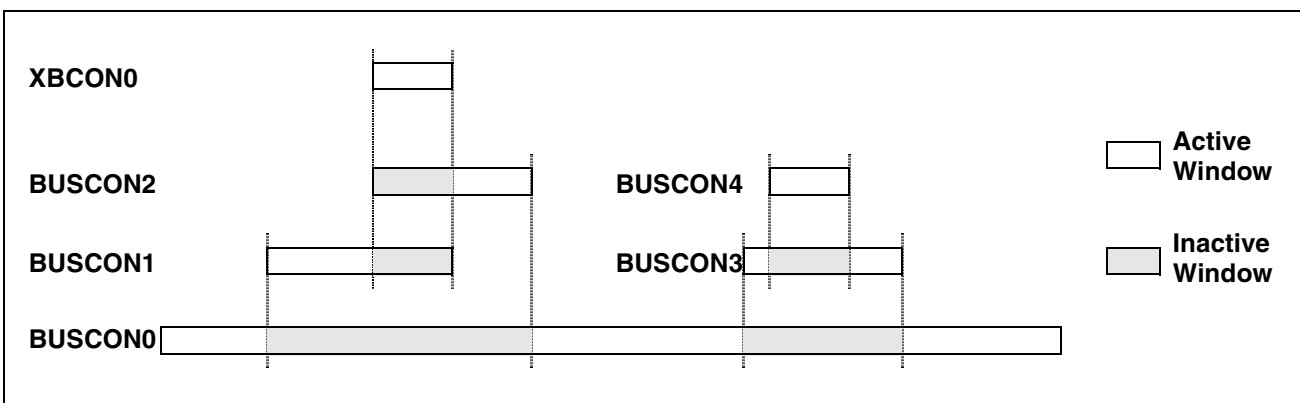 XBCON0
BUSCON2
BUSCON4
BUSCON1
BUSCON3
BUSCON0
Active
Window
Inactive
Window